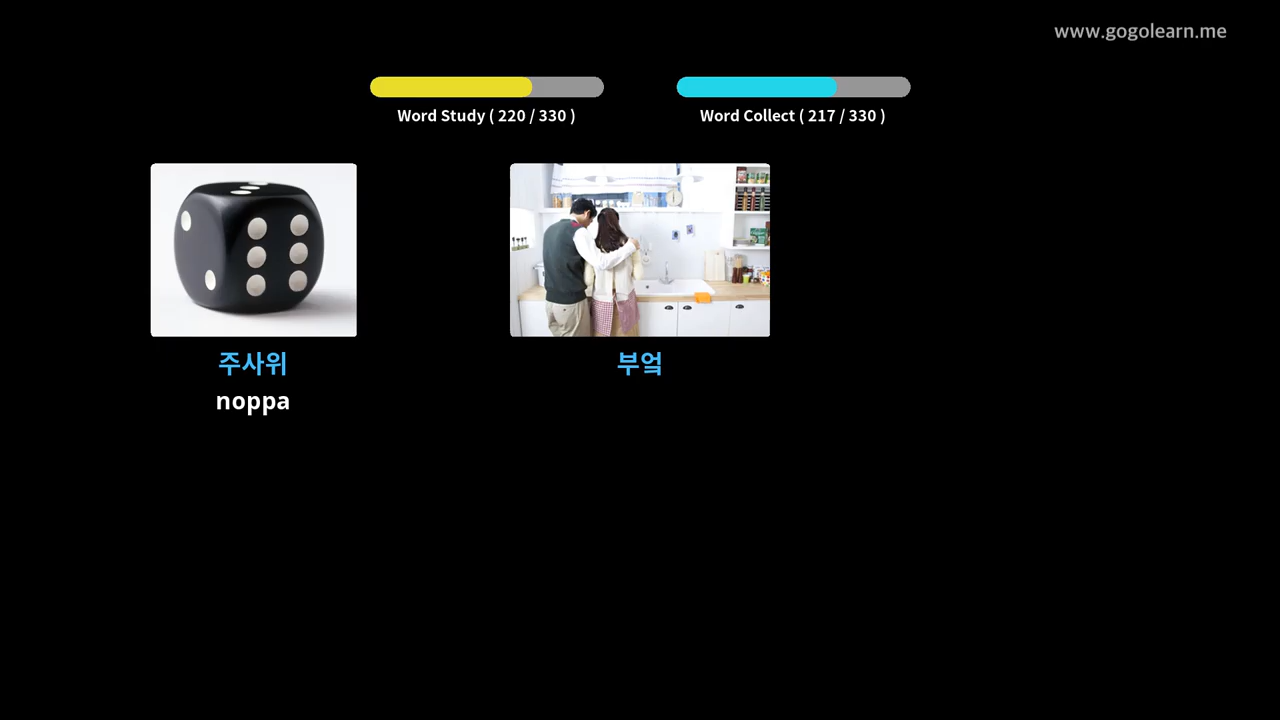 www.gogolearn.me
Word Study ( 220 / 330 )
Word Collect ( 217 / 330 )
주사위
noppa
부엌